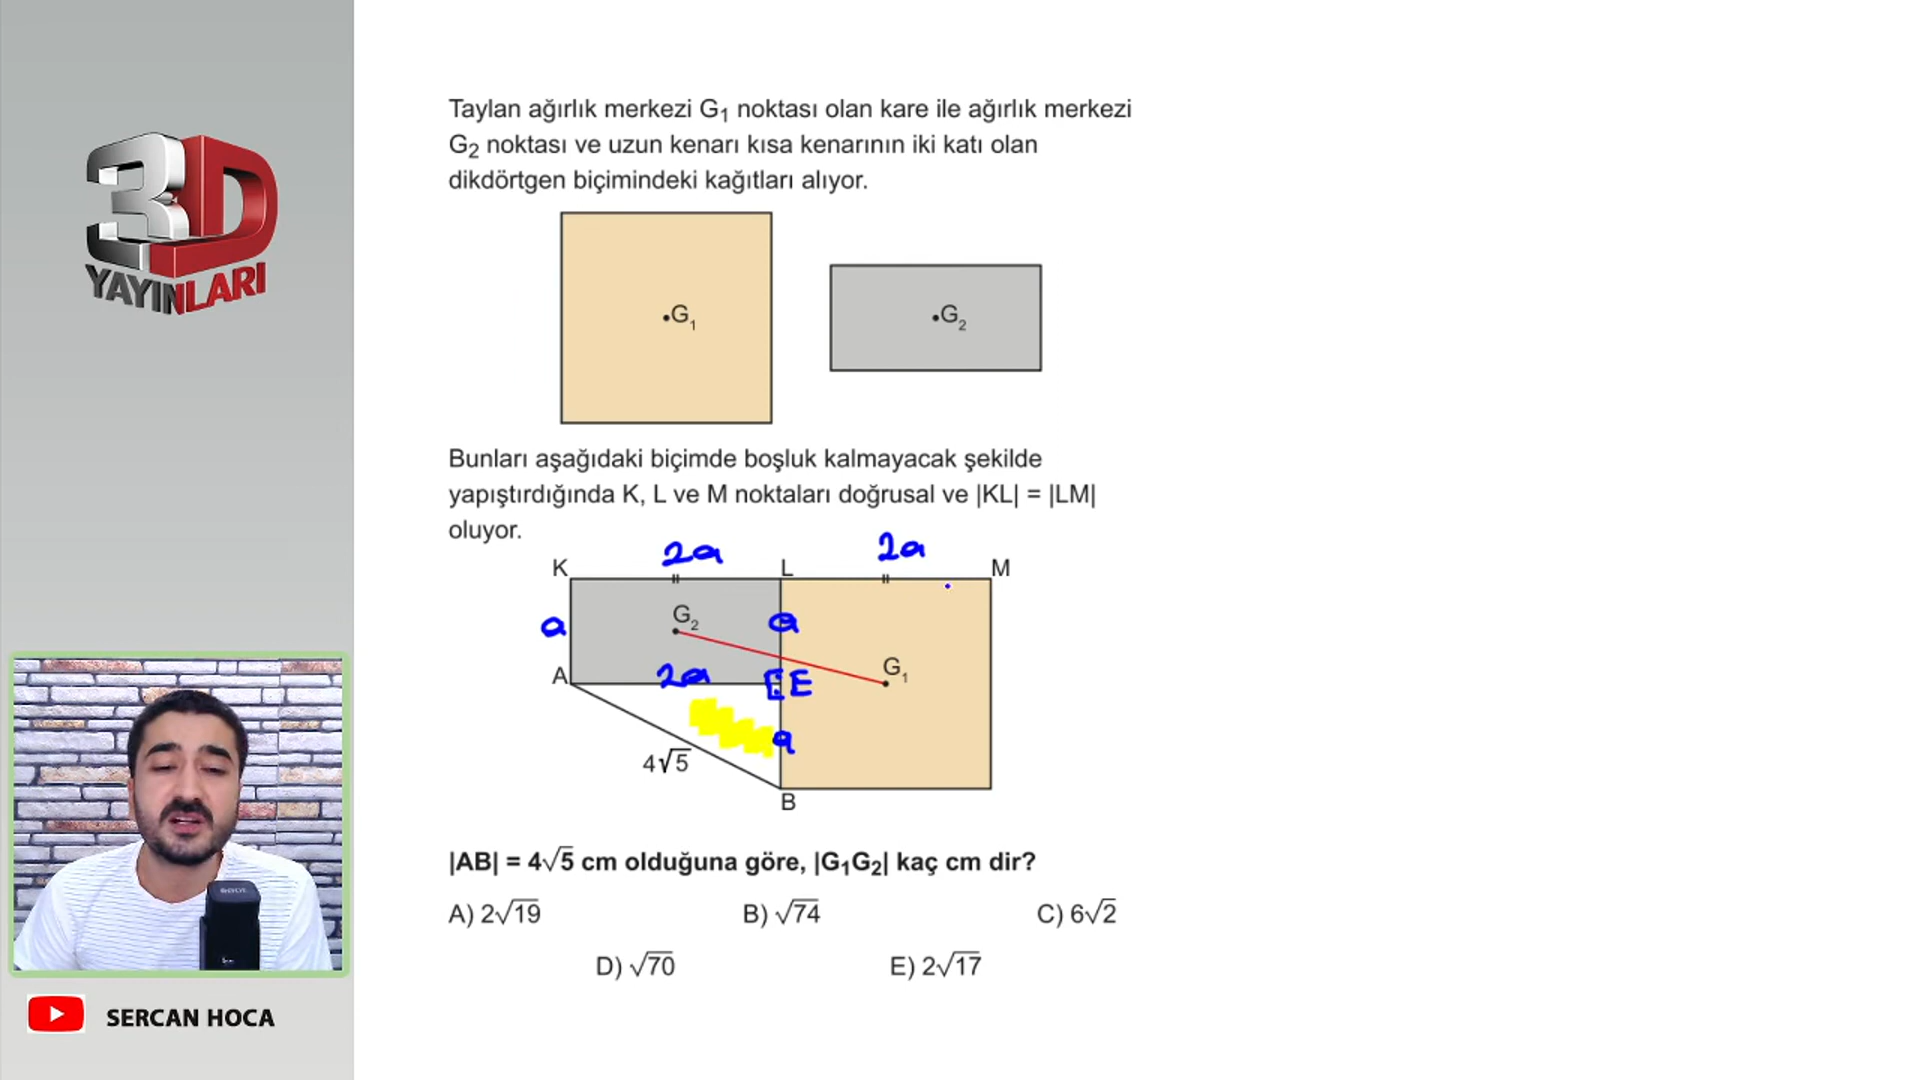 3D
YAYINLARI
Taylan ağırlık merkezi G₁ noktası olan kare ile ağırlık merkezi
G₂ noktası ve uzun kenarı kısa kenarının iki katı olan
dikdörtgen biçimindeki kağıtları alıyor.
G₁
G₂
Bunları aşağıdaki biçimde boşluk kalmayacak şekilde
yapıştırdığında K, L ve M noktaları doğrusal ve |KL| = |LM|
oluyor.
2a 2a
K L M
G₂
a a
G₁
A 2a E E
a
4√5
B
|AB| = 4√5 cm olduğuna göre, |G₁G₂| kaç cm dir?
A) 2√19 B) √74 C) 6√2
D) √70 E) 2√17
SERCAN HOCA